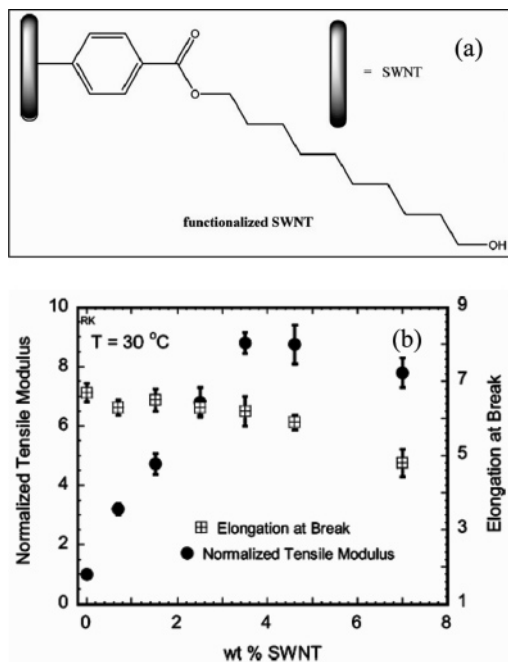 (a)
O
= SWNT
O
functionalized SWNT
OH
RK
T = 30 °C
(b)
Normalized Tensile Modulus
10
8
6
4
2
0
Elongation at Break
Normalized Tensile Modulus
9
7
5
3
1
Elongation at Break
0 2 4 6 8
wt % SWNT